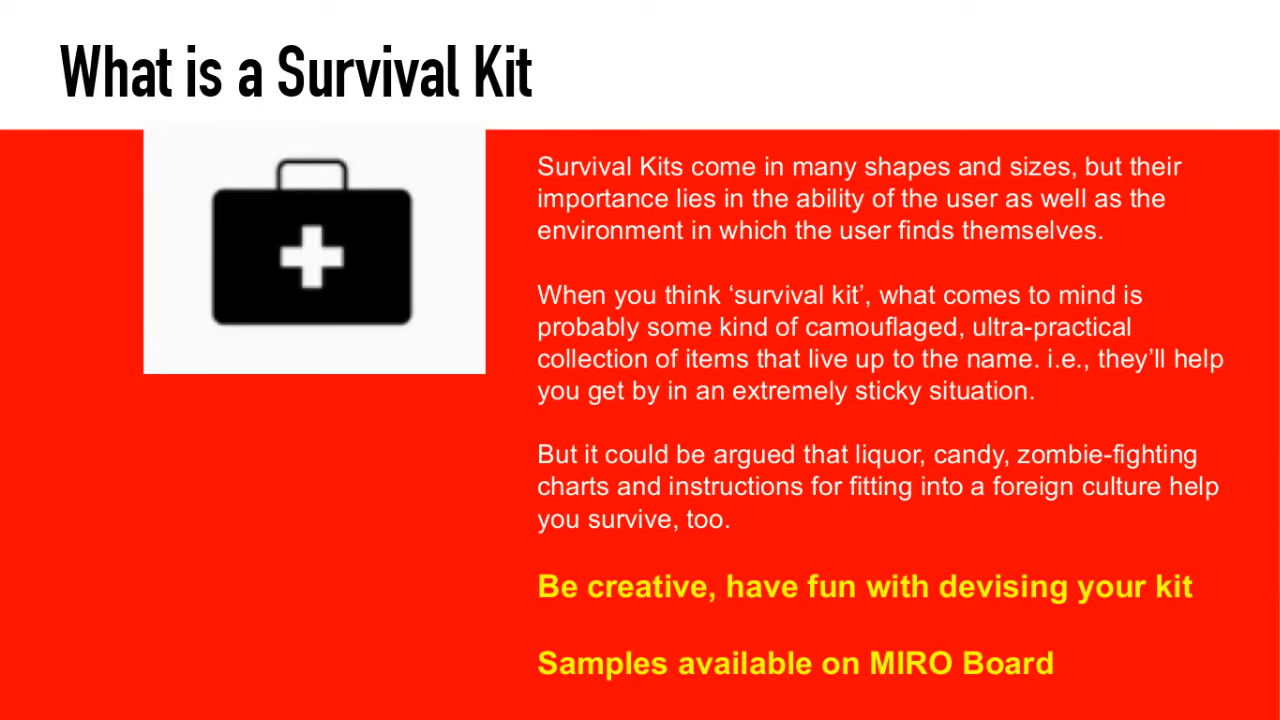 What is a Survival Kit
Survival Kits come in many shapes and sizes, but their
importance lies in the ability of the user as well as the
environment in which the user finds themselves.
When you think ‘survival kit’, what comes to mind is
probably some kind of camouflaged, ultra-practical
collection of items that live up to the name. i.e., they’ll help
you get by in an extremely sticky situation.
But it could be argued that liquor, candy, zombie-fighting
charts and instructions for fitting into a foreign culture help
you survive, too.
Be creative, have fun with devising your kit
Samples available on MIRO Board